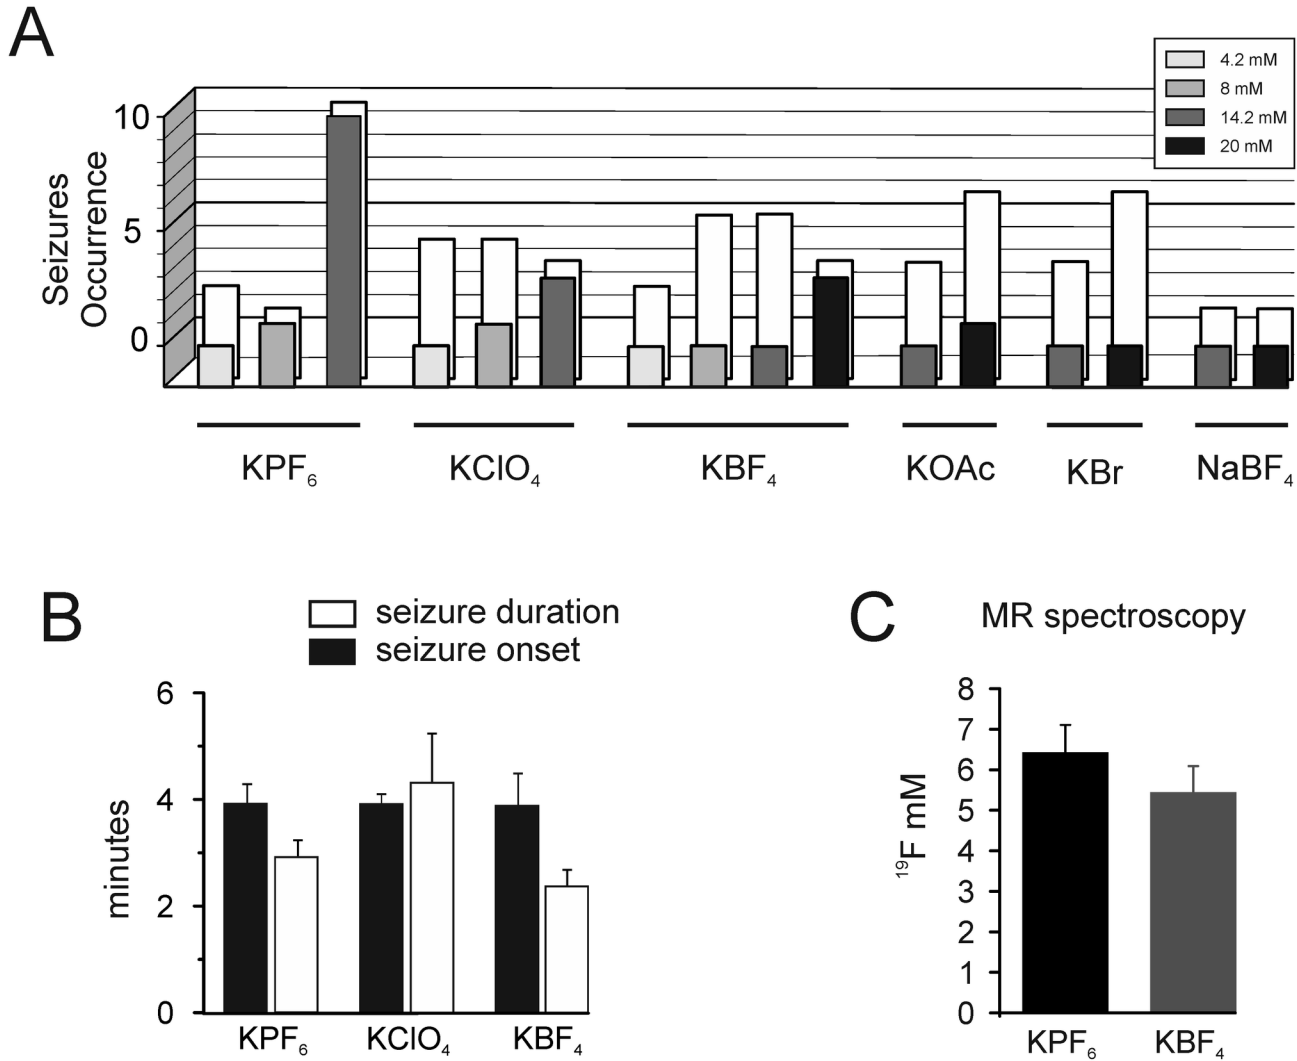 A
4.2 mM
8 mM
14.2 mM
20 mM
Seizures
Occurrence
10
5
0
KPF₆
KClO₄
KBF₄
KOAc
KBr
NaBF₄
B
seizure duration
seizure onset
minutes
6
4
2
0
KPF₆
KClO₄
KBF₄
C
MR spectroscopy
¹⁹F mM
8
7
6
5
4
3
2
1
0
KPF₆
KBF₄